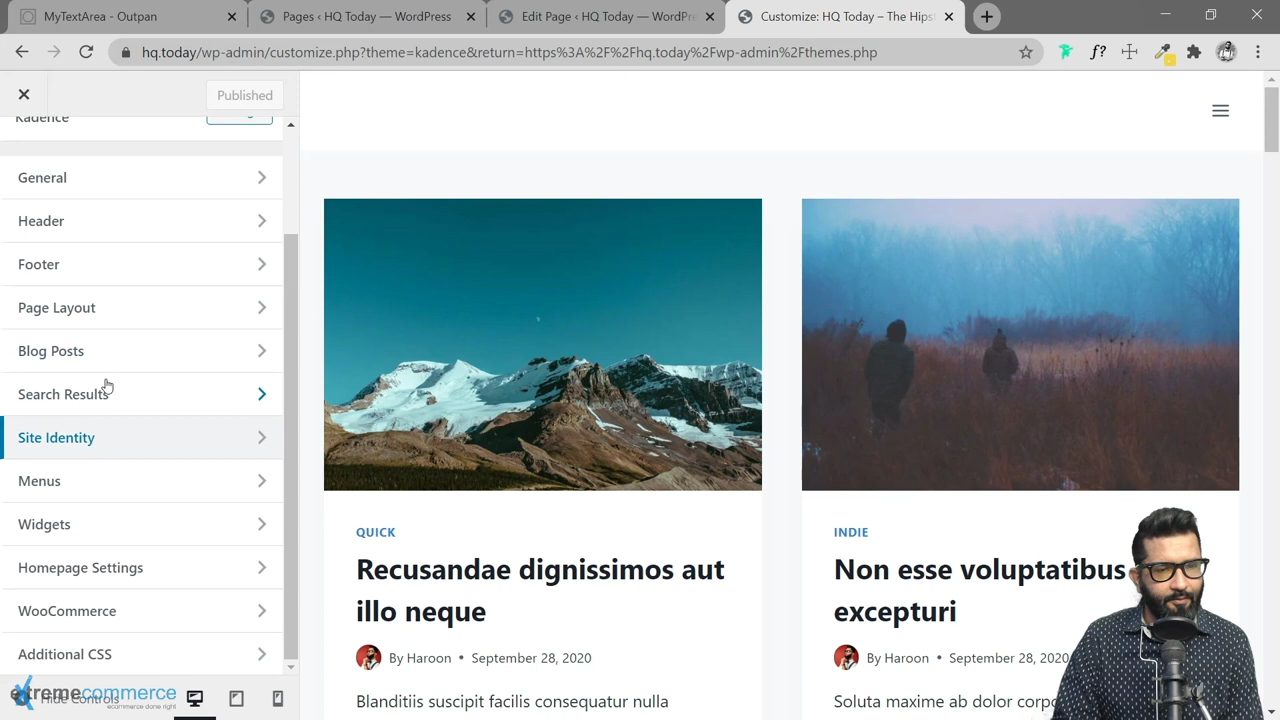 MyTextArea - Outpan
Pages ‹ HQ Today — WordPress
Edit Page ‹ HQ Today — WordPre
Customize: HQ Today – The Hips
hq.today/wp-admin/customize.php?theme=kadence&return=https%3A%2F%2Fhq.today%2Fwp-admin%2Fthemes.php
f?
Published
Kadence
General
Header
Footer
Page Layout
Blog Posts
Search Results
Site Identity
Menus
Widgets
Homepage Settings
WooCommerce
Additional CSS
Hide Controls
extremecommerce
ecommerce done right
QUICK
Recusandae dignissimos aut
illo neque
By Haroon • September 28, 2020
Blanditiis suscipit facilis consequatur nulla
INDIE
Non esse voluptatibus
excepturi
By Haroon • September 28, 2020
Soluta maxime ab dolor corpo